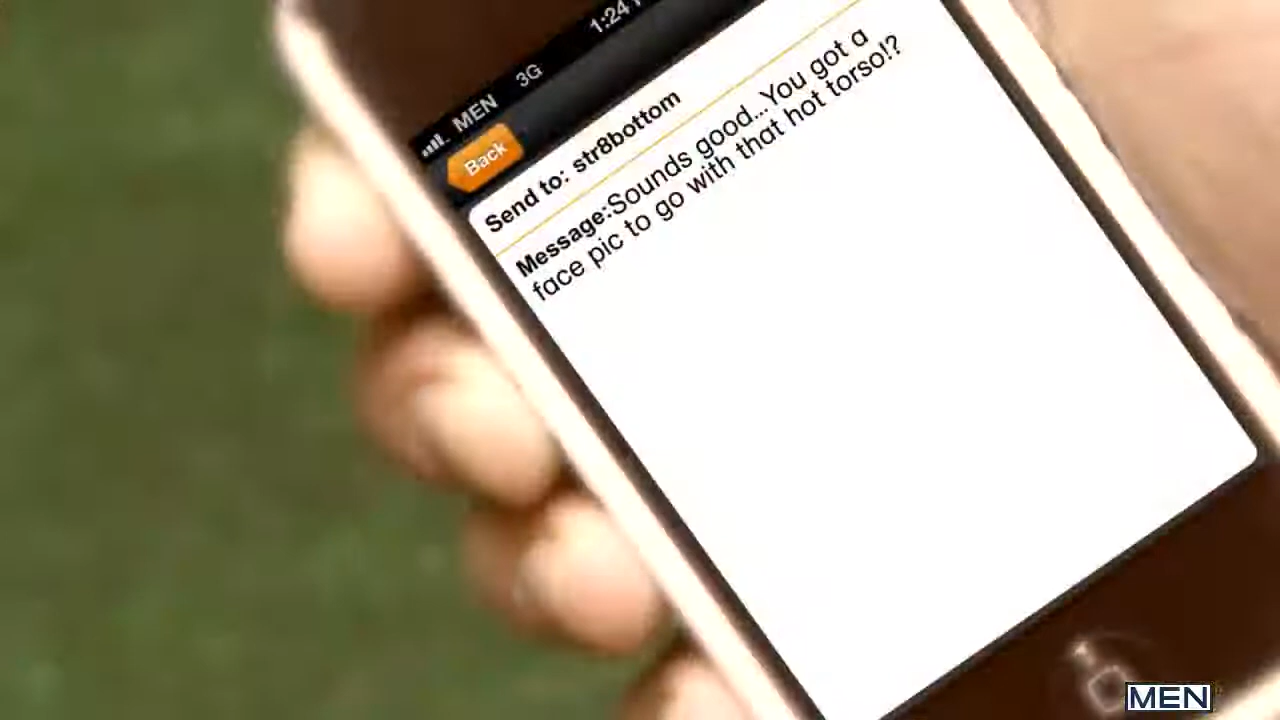 MEN 3G 1:24
Back
Send to: str8bottom
Message:Sounds good...You got a
face pic to go with that hot torso!?
MEN